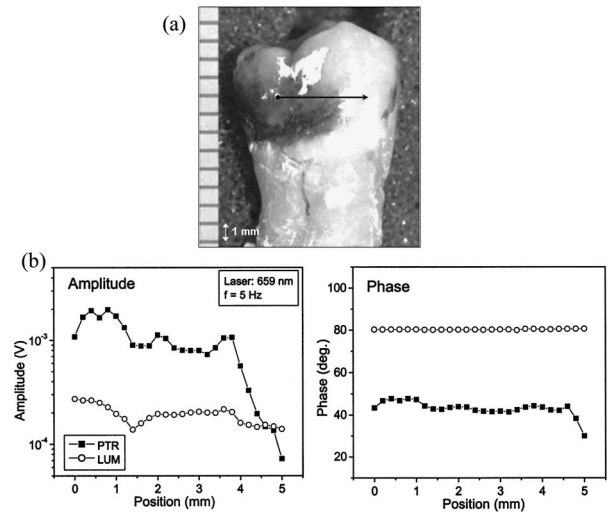 (a)
1 mm
(b)
Amplitude
Laser: 659 nm
f = 5 Hz
10⁻³
10⁻⁴
Amplitude (V)
PTR
LUM
0 1 2 3 4 5
Position (mm)
Phase
100
80
60
40
20
Phase (deg.)
0 1 2 3 4 5
Position (mm)